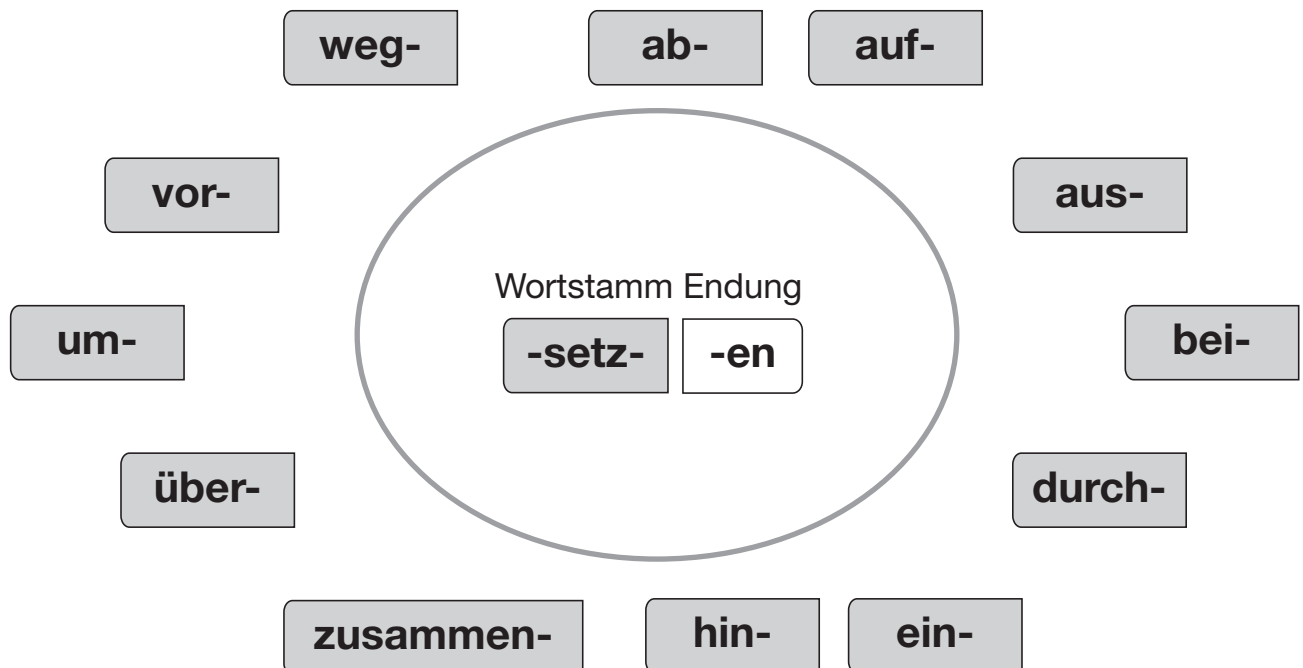 weg- ab- auf-
vor- aus-
Wortstamm Endung
um- -setz- -en bei-
über- durch-
zusammen- hin- ein-